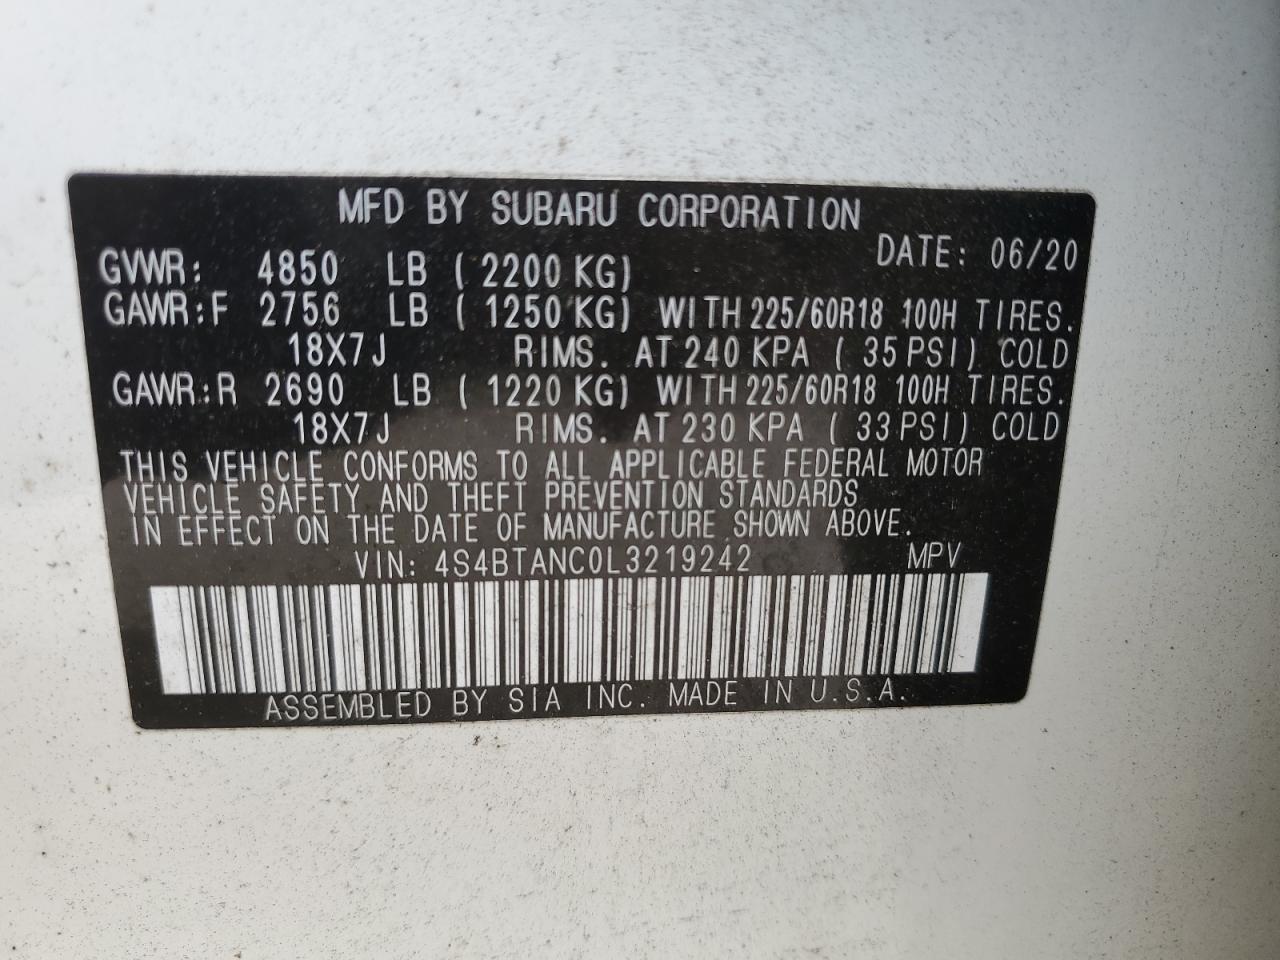 MFD BY SUBARU CORPORATION
DATE: 06/20
GVWR: 4850 LB (2200 KG)
GAWR:F 2756 LB (1250 KG) WITH 225/60R18 100H TIRES.
18X7J RIMS. AT 240 KPA (35 PSI) COLD
GAWR:R 2690 LB (1220 KG) WITH 225/60R18 100H TIRES.
18X7J RIMS. AT 230 KPA (33 PSI) COLD
THIS VEHICLE CONFORMS TO ALL APPLICABLE FEDERAL MOTOR
VEHICLE SAFETY AND THEFT PREVENTION STANDARDS
IN EFFECT ON THE DATE OF MANUFACTURE SHOWN ABOVE.
VIN: 4S4BTANC0L3219242 MPV
ASSEMBLED BY SIA INC. MADE IN U.S.A.